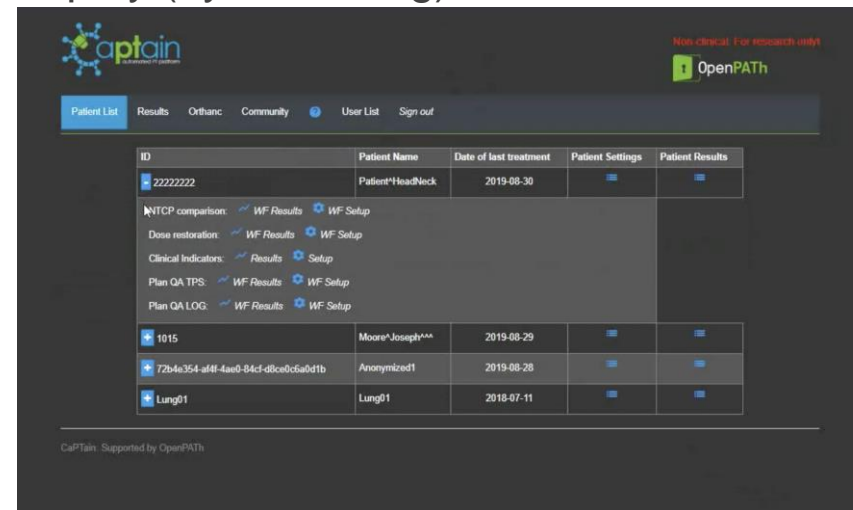 Captain
automated PT platform
Non clinical. For research only!
OpenPATh
Patient List Results Orthanc Community ? User List Sign out
ID Patient Name Date of last treatment Patient Settings Patient Results
- 22222222 Patient^HeadNeck 2019-08-30
NTCP comparison: WF Results WF Setup
Dose restoration: WF Results WF Setup
Clinical Indicators: Results Setup
Plan QA TPS: WF Results WF Setup
Plan QA LOG: WF Results WF Setup
+ 1015 Moore^Joseph^^^ 2019-08-29
+ 72b4e354-af4f-4ae0-84cf-d8ce0c6a0d1b Anonymized1 2019-08-28
+ Lung01 Lung01 2018-07-11
CaPTain. Supported by OpenPATh